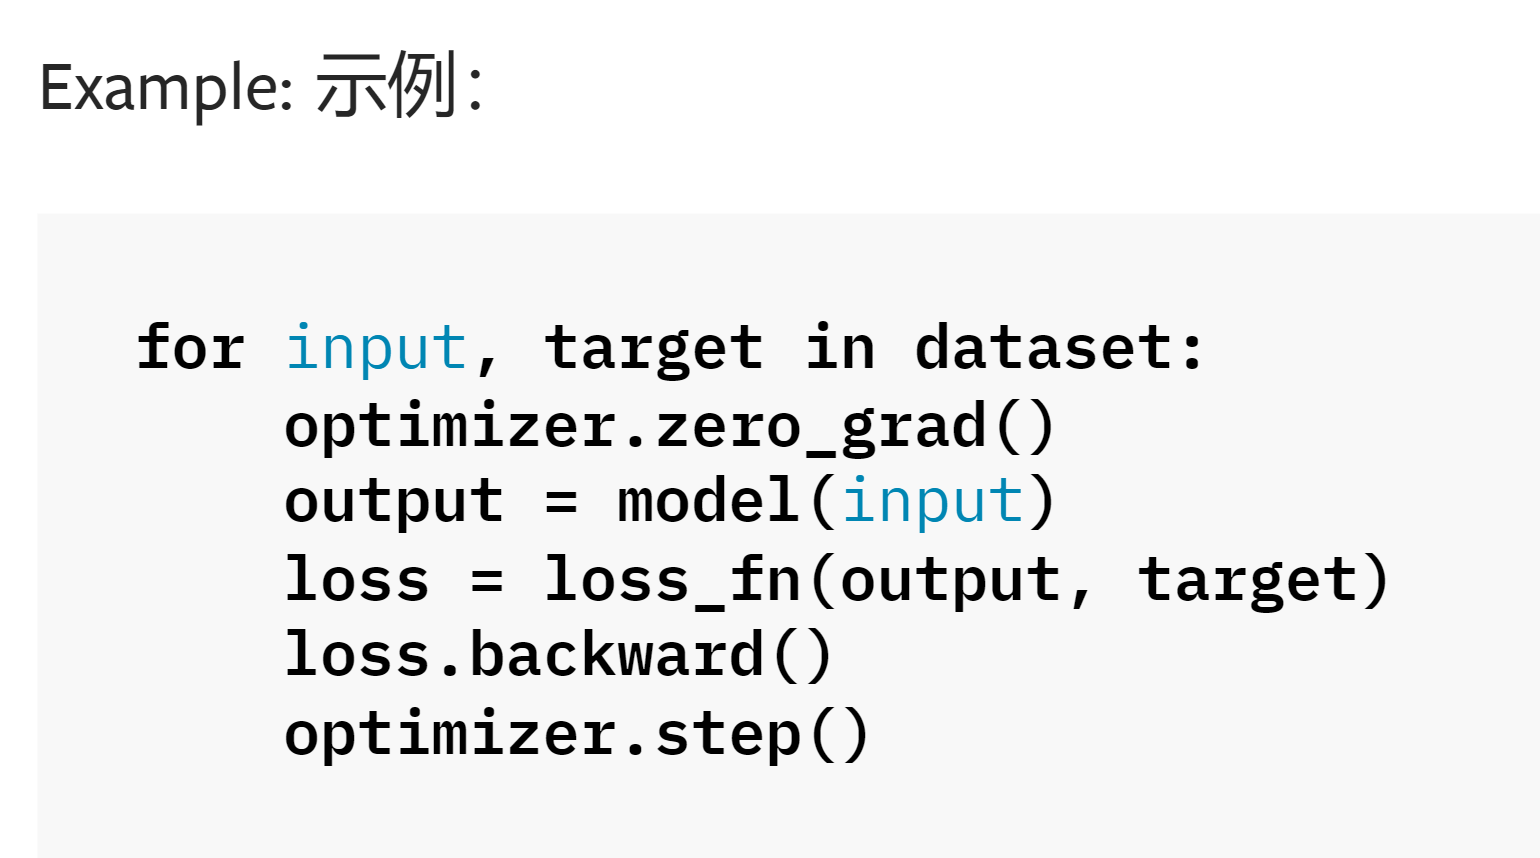 Example: 示例：
for input, target in dataset:
    optimizer.zero_grad()
    output = model(input)
    loss = loss_fn(output, target)
    loss.backward()
    optimizer.step()